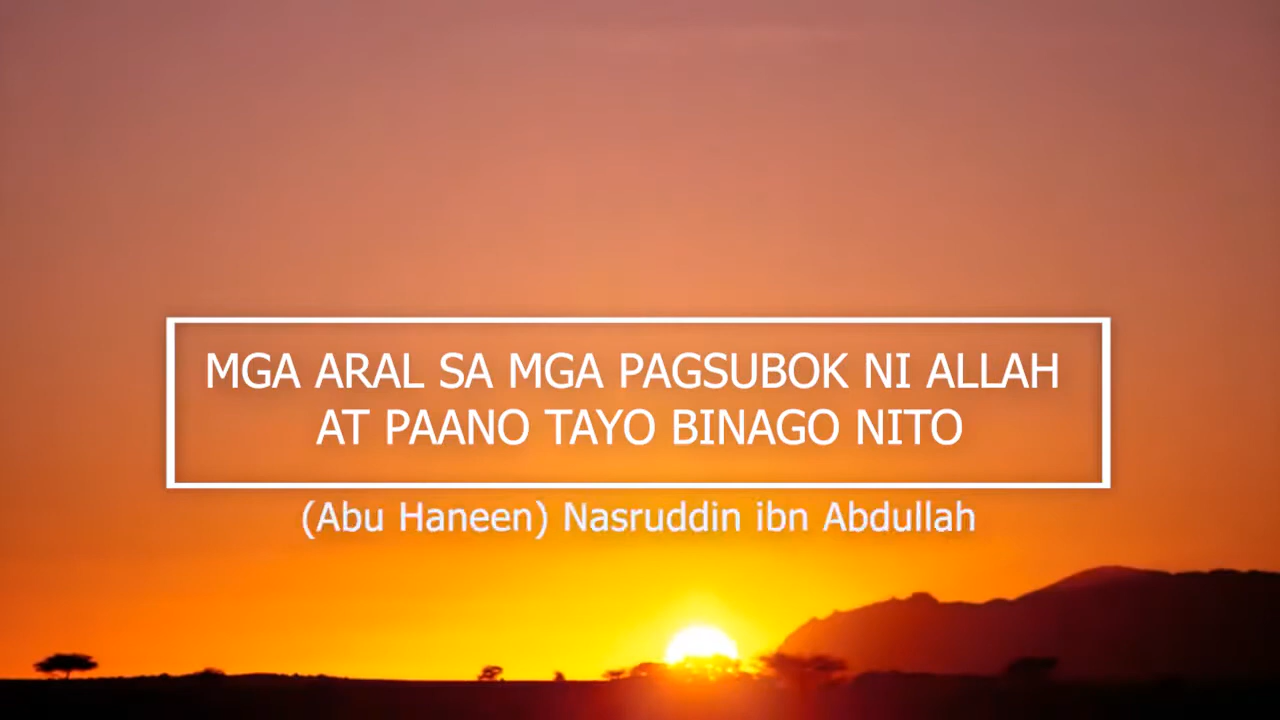 MGA ARAL SA MGA PAGSUBOK NI ALLAH
AT PAANO TAYO BINAGO NITO
(Abu Haneen) Nasruddin ibn Abdullah